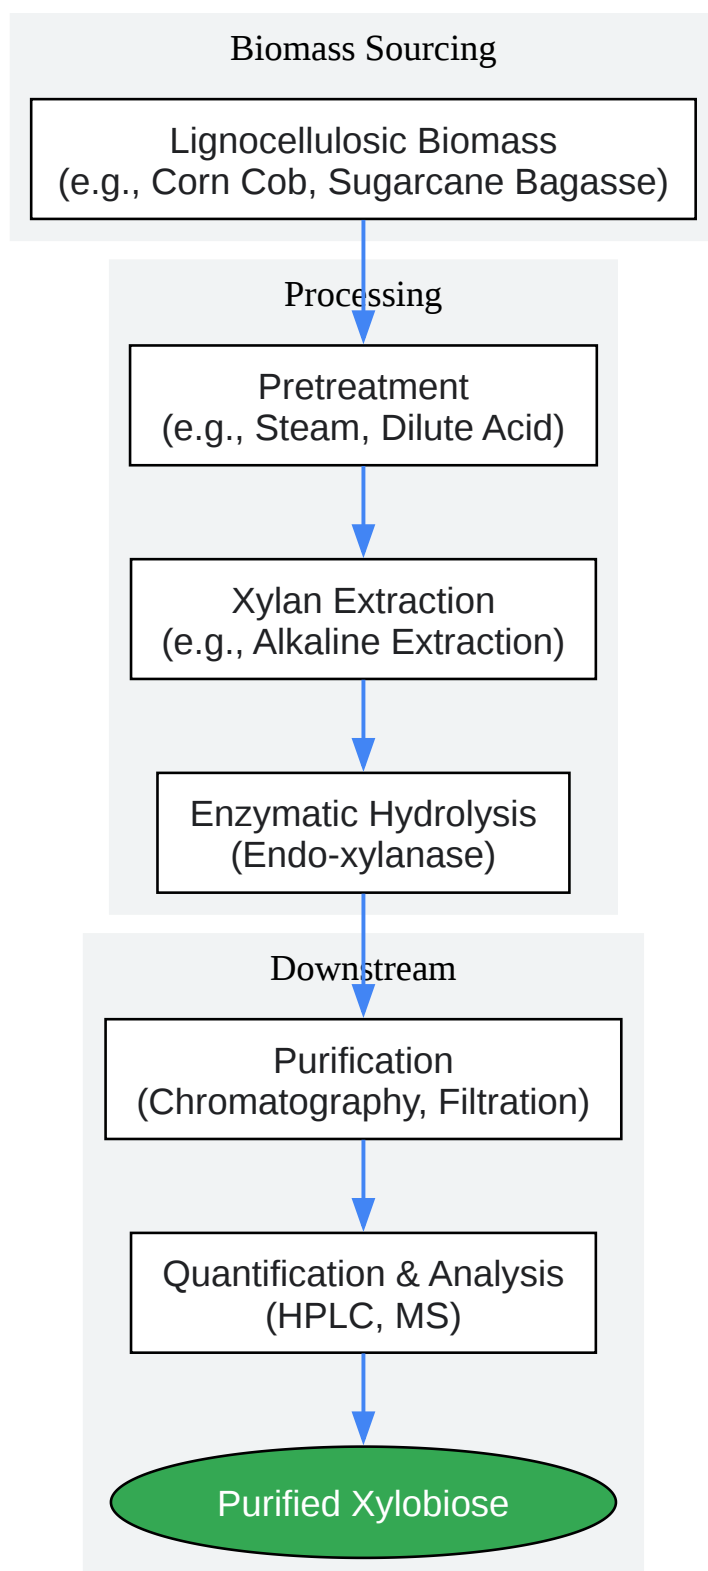 Biomass Sourcing
Lignocellulosic Biomass
(e.g., Corn Cob, Sugarcane Bagasse)
Processing
Pretreatment
(e.g., Steam, Dilute Acid)
Xylan Extraction
(e.g., Alkaline Extraction)
Enzymatic Hydrolysis
(Endo-xylanase)
Downstream
Purification
(Chromatography, Filtration)
Quantification & Analysis
(HPLC, MS)
Purified Xylobiose